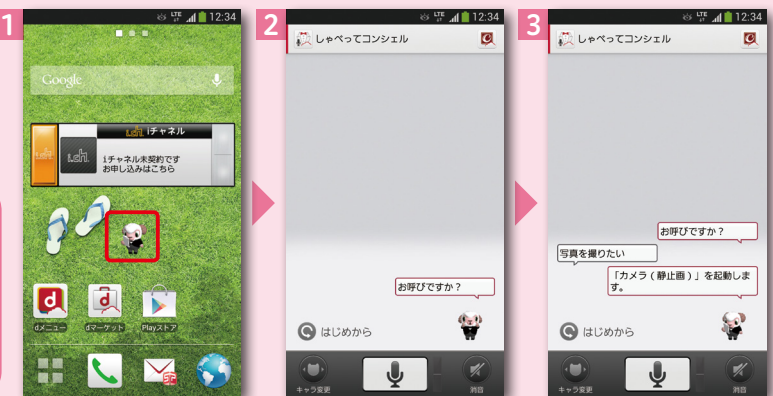 1
LTE 12:34
Google
i.ch iチャネル
i.ch
i.ch
iチャネル未契約です
お申し込みはこちら
dメニュー
dマーケット
Playストア
2
LTE 12:34
しゃべってコンシェル
お呼びですか？
はじめから
キャラ変更
消音
3
LTE 12:34
しゃべってコンシェル
お呼びですか？
写真を撮りたい
「カメラ(静止画)」を起動しま
す。
はじめから
キャラ変更
消音